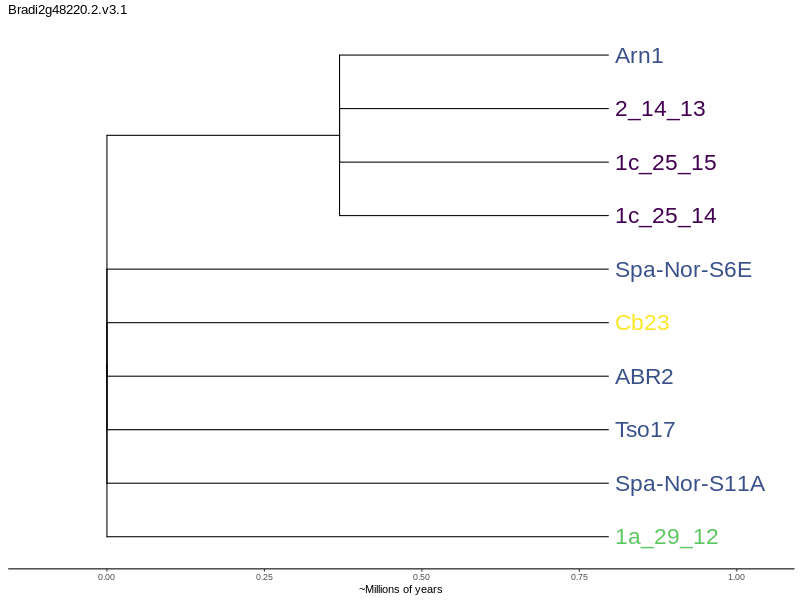 Bradi2g48220.2.v3.1
Arn1
2_14_13
1c_25_15
1c_25_14
Spa-Nor-S6E
Cb23
ABR2
Tso17
Spa-Nor-S11A
1a_29_12
0.00 0.25 0.50 0.75 1.00
~Millions of years